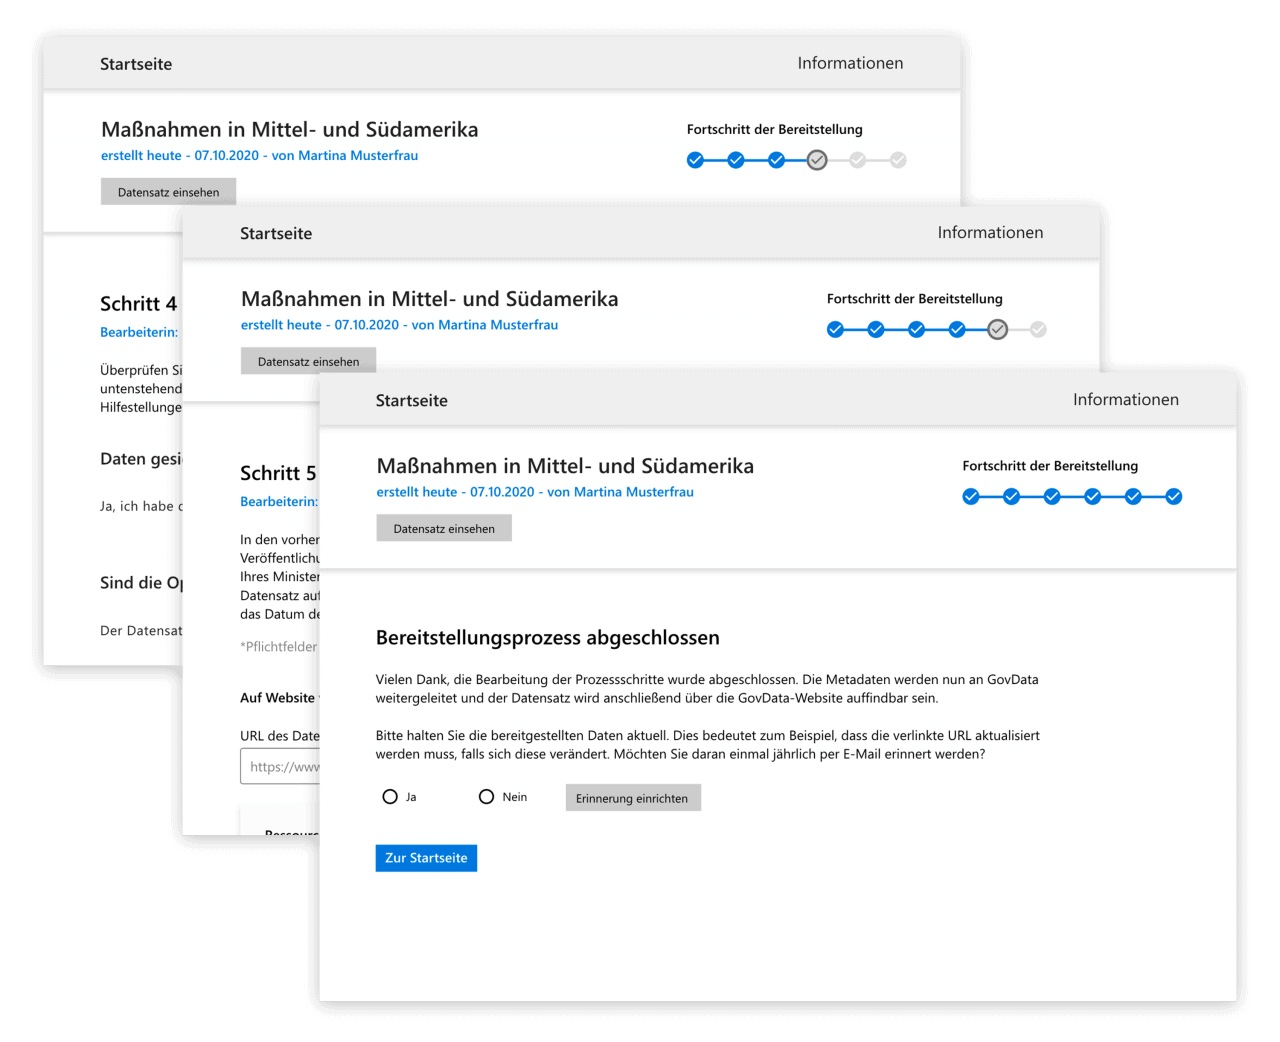 Startseite
Informationen
Maßnahmen in Mittel- und Südamerika
erstellt heute - 07.10.2020 - von Martina Musterfrau
Datensatz einsehen
Fortschritt der Bereitstellung
Schritt 4
Bearbeiterin:
Überprüfen Si
untenstehend
Hilfestellunge
Daten gesi
Ja, ich habe
Sind die
Der Datensat
Startseite
Informationen
Maßnahmen in Mittel- und Südamerika
erstellt heute - 07.10.2020 - von Martina Musterfrau
Datensatz einsehen
Fortschritt der Bereitstellung
Schritt 5
Bearbeiterin:
In den vorher
Veröffentlichu
Ihres Minister
Datensatz auf
das Datum de
*Pflichtfelder
Auf Website
URL des Date
https://www
Ressourc
Startseite
Informationen
Maßnahmen in Mittel- und Südamerika
erstellt heute - 07.10.2020 - von Martina Musterfrau
Datensatz einsehen
Fortschritt der Bereitstellung
Bereitstellungsprozess abgeschlossen
Vielen Dank, die Bearbeitung der Prozessschritte wurde abgeschlossen. Die Metadaten werden nun an GovData
weitergeleitet und der Datensatz wird anschließend über die GovData-Website auffindbar sein.
Bitte halten Sie die bereitgestellten Daten aktuell. Dies bedeutet zum Beispiel, dass die verlinkte URL aktualisiert
werden muss, falls sich diese verändert. Möchten Sie daran einmal jährlich per E-Mail erinnert werden?
Ja
Nein
Erinnerung einrichten
Zur Startseite